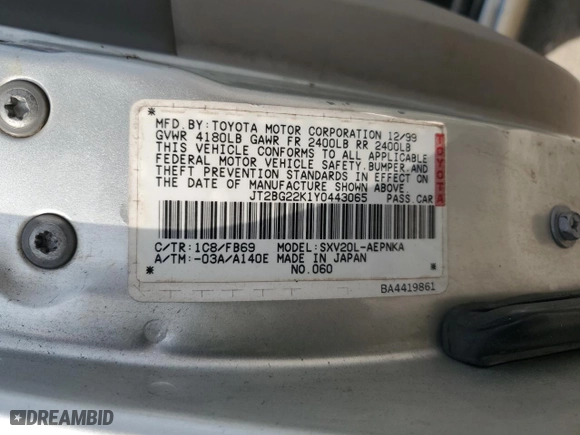 MFD.BY:TOYOTA MOTOR CORPORATION 12/99
GVWR 4180LB GAWR FR 2400LB RR 2400LB
THIS VEHICLE CONFORMS TO ALL APPLICABLE
FEDERAL MOTOR VEHICLE SAFETY.BUMPER.AND
THEFT PREVENTION STANDARDS IN EFFECT ON
THE DATE OF MANUFACTURE SHOWN ABOVE.
JT2BG22K1Y0443065 PASS.CAR
TOYOTA
C/TR:1C8/FB69 MODEL:SXV20L-AEPNKA
A/TM:-03A/A140E MADE IN JAPAN
NO.060
BA4419861
DREAMBID